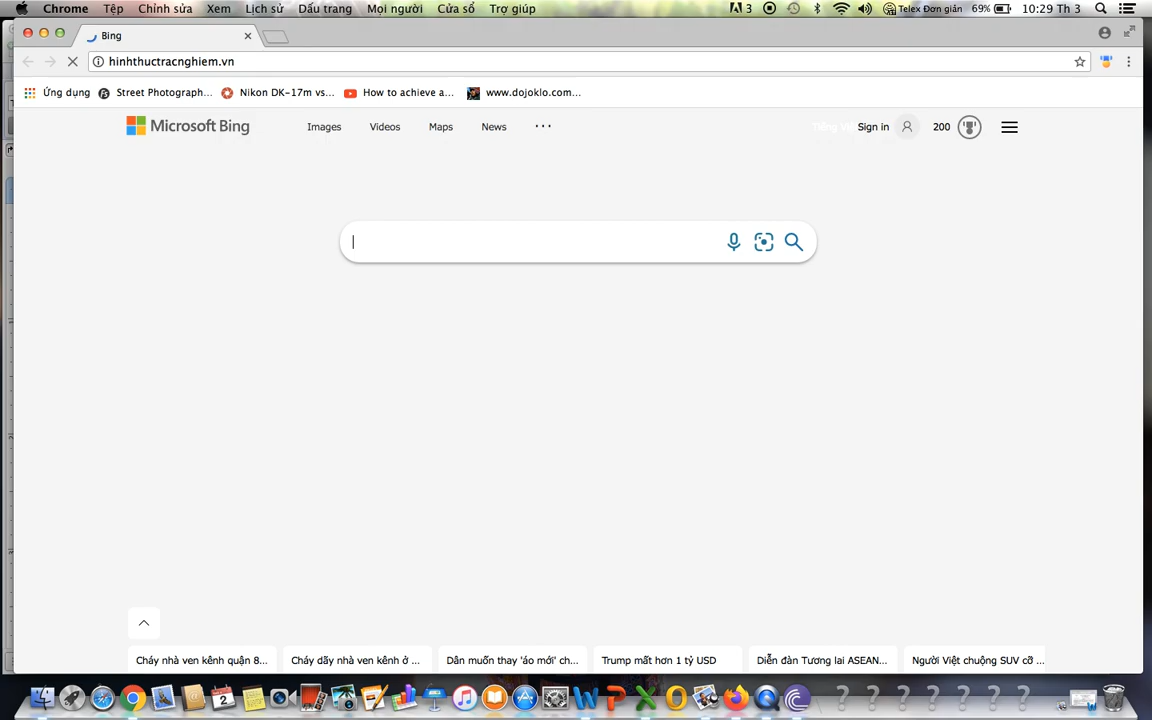 Chrome Tệp Chỉnh sửa Xem Lịch sử Dấu trang Mọi người Cửa sổ Trợ giúp 3 Telex Đơn giản 69% 10:29 Th 3
Bing
hinhthuctracnghiem.vn
Ứng dụng Street Photograph... Nikon DK-17m vs... How to achieve a... www.dojoklo.com...
Microsoft Bing Images Videos Maps News ... Tiếng Việt Sign in 200
Cháy nhà ven kênh quận 8... Cháy dãy nhà ven kênh ở ... Dân muốn thay 'áo mới' ch... Trump mất hơn 1 tỷ USD Diễn đàn Tương lai ASEAN... Người Việt chuộng SUV cỡ ...
2
? ? ? ? ? ? ?